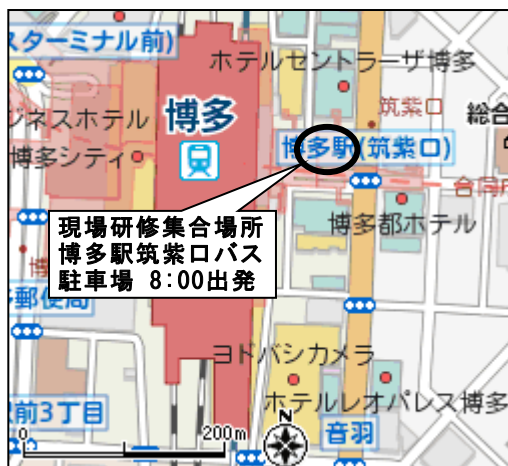 スターミナル前)
ホテルセントラーザ博多
博多
筑紫口
総合
ジネスホテル
博多駅(筑紫口)
博多シティ
合同庁
現場研修集合場所
博多駅筑紫口バス
駐車場 8:00出発
博多都ホテル
博
多郵便局
ヨドバシカメラ
ホテルレオパレス博多
駅前3丁目
音羽
0
200m
N